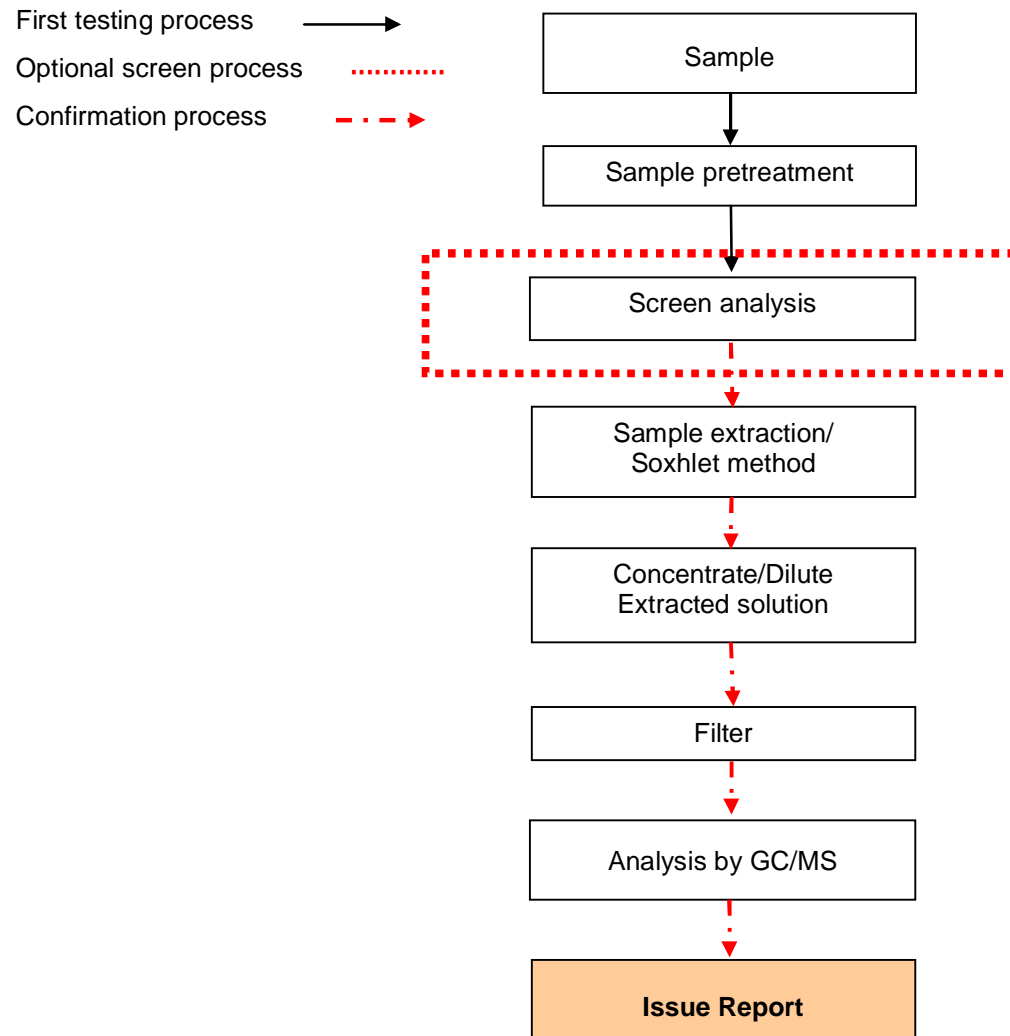 First testing process
Optional screen process
Confirmation process
Sample
Sample pretreatment
Screen analysis
Sample extraction/
Soxhlet method
Concentrate/Dilute
Extracted solution
Filter
Analysis by GC/MS
Issue Report